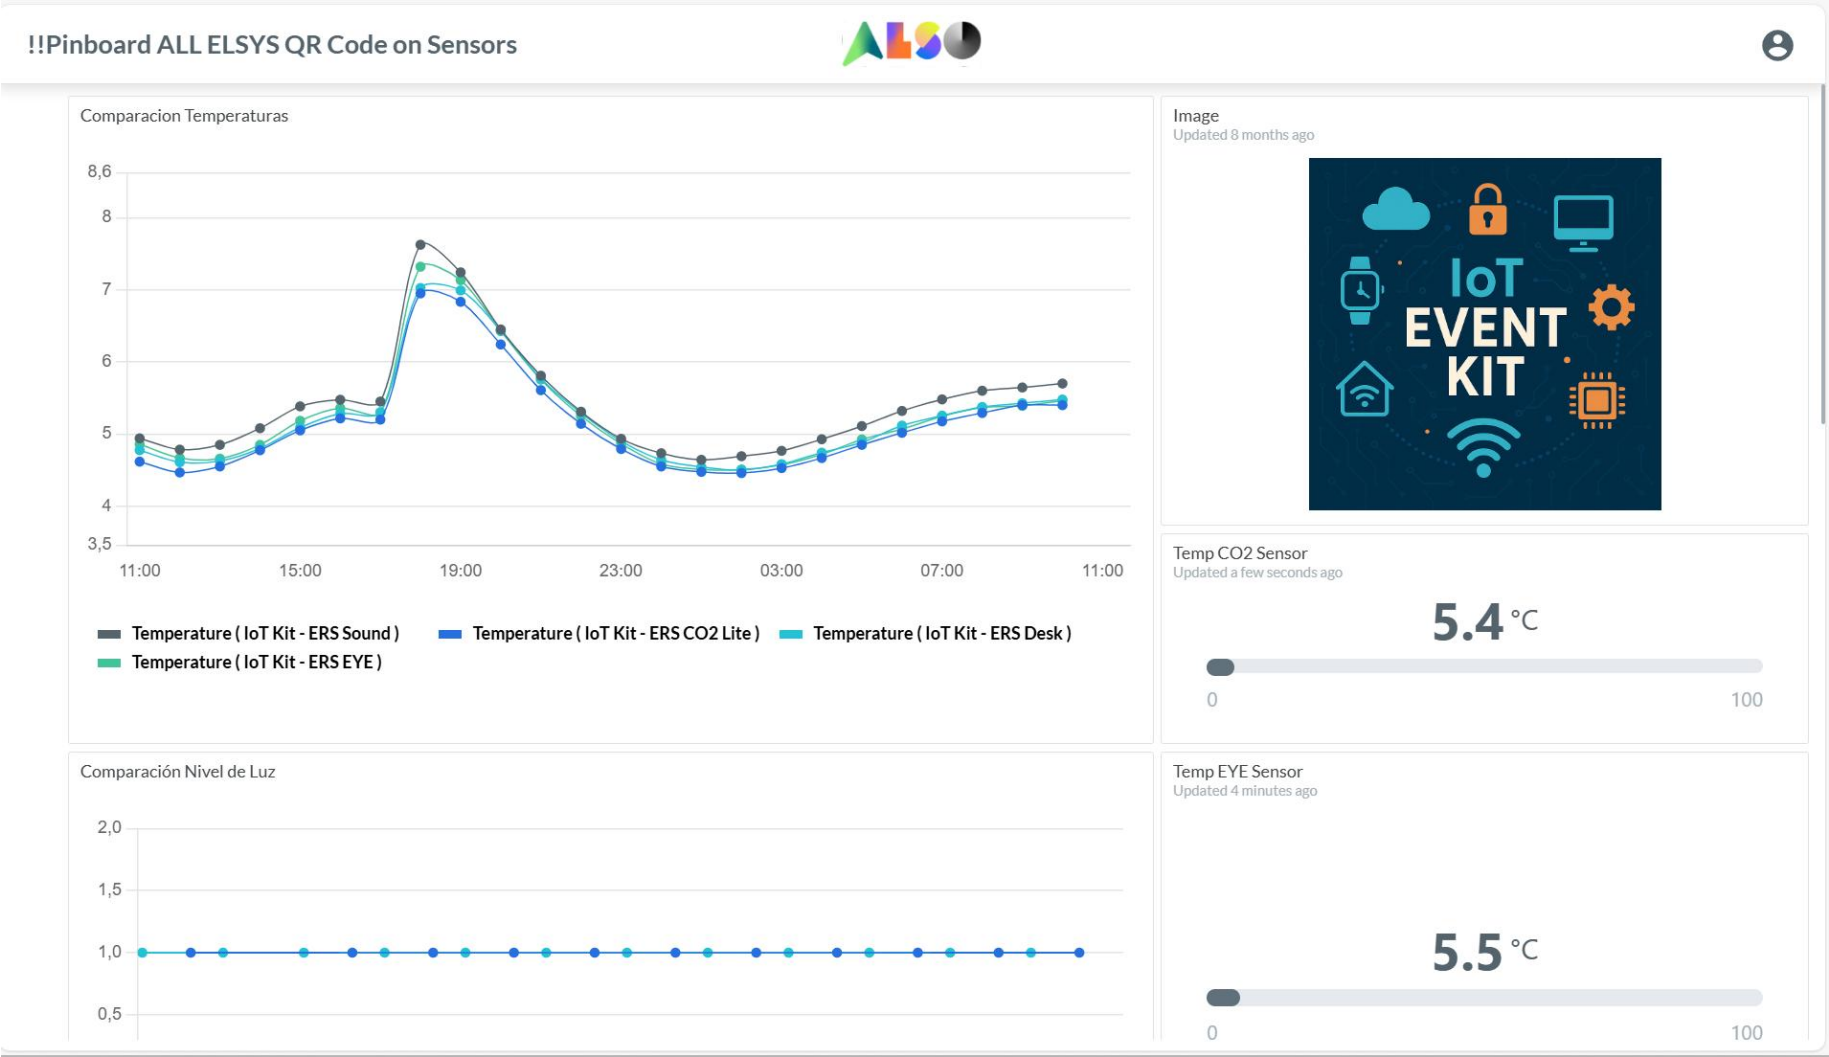 !!Pinboard ALL ELSYS QR Code on Sensors
ALSO
Comparacion Temperaturas
8,6
8
7
6
5
4
3,5
11:00 15:00 19:00 23:00 03:00 07:00 11:00
Temperature ( IoT Kit - ERS Sound ) Temperature ( IoT Kit - ERS CO2 Lite ) Temperature ( IoT Kit - ERS Desk )
Temperature ( IoT Kit - ERS EYE )
Image
Updated 8 months ago
IoT
EVENT
KIT
Temp CO2 Sensor
Updated a few seconds ago
5.4 °C
0 100
Comparación Nivel de Luz
2,0
1,5
1,0
0,5
Temp EYE Sensor
Updated 4 minutes ago
5.5 °C
0 100